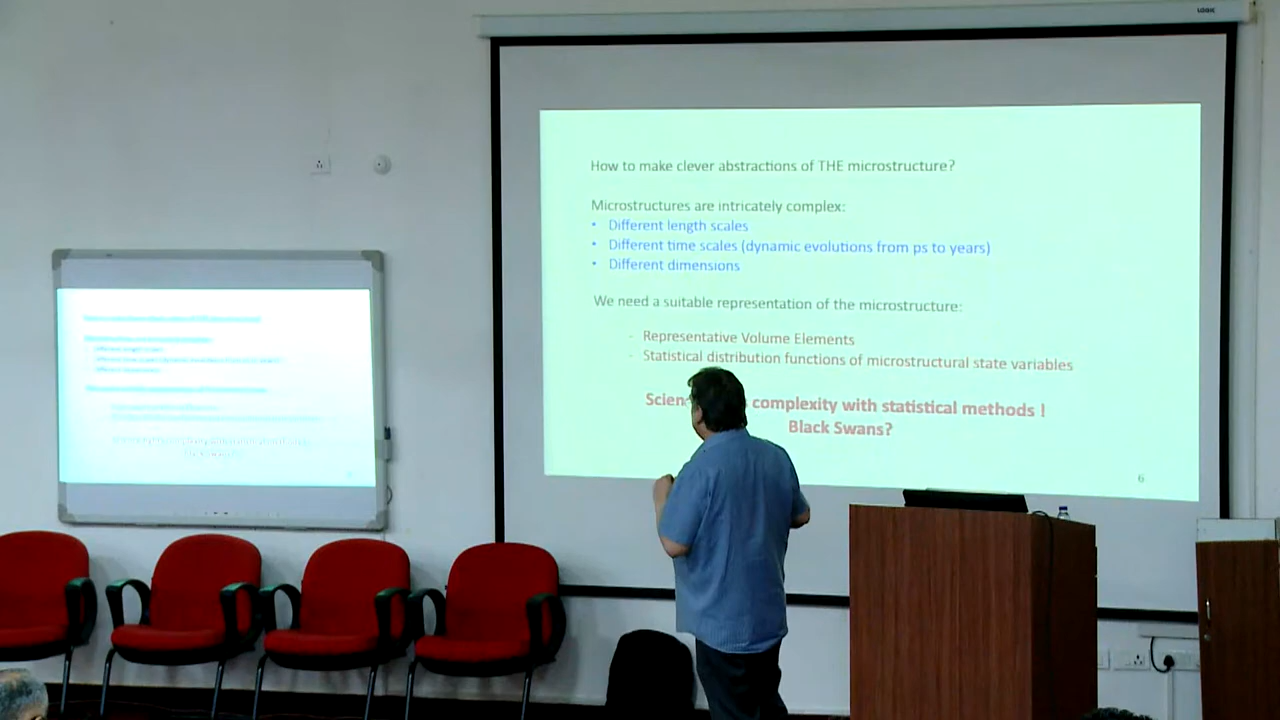 LOGIC
How to make clever abstractions of THE microstructure?
Microstructures are intricately complex:
• Different length scales
• Different time scales (dynamic evolutions from ps to years)
• Different dimensions
We need a suitable representation of the microstructure:
- Representative Volume Elements
- Statistical distribution functions of microstructural state variables
complexity with statistical methods !
Black Swans?
6